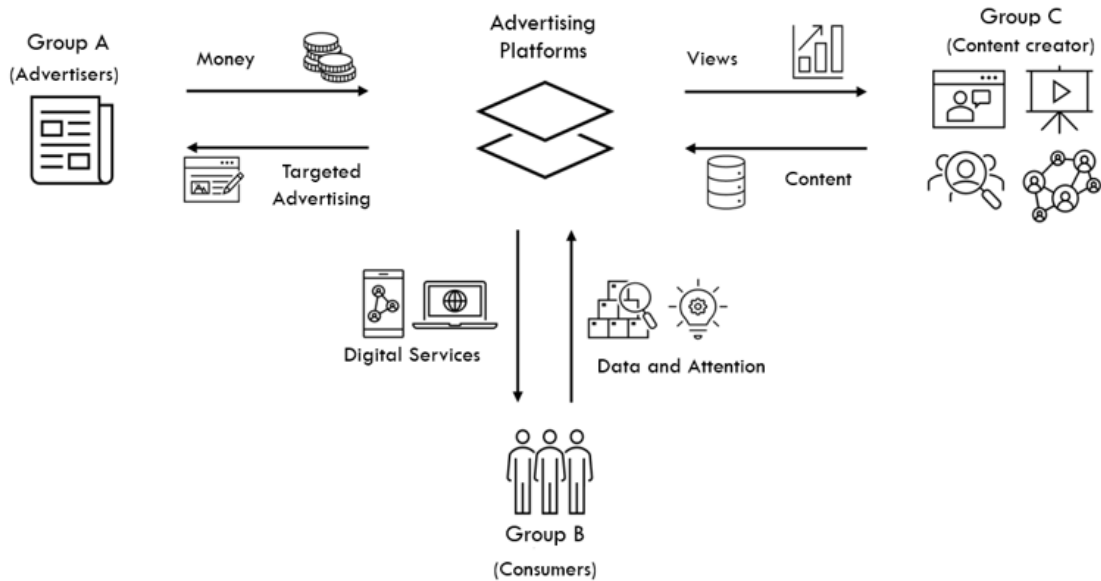 Group A
(Advertisers)
Money
Targeted
Advertising
Advertising
Platforms
Views
Content
Group C
(Content creator)
Digital Services
Data and Attention
Group B
(Consumers)